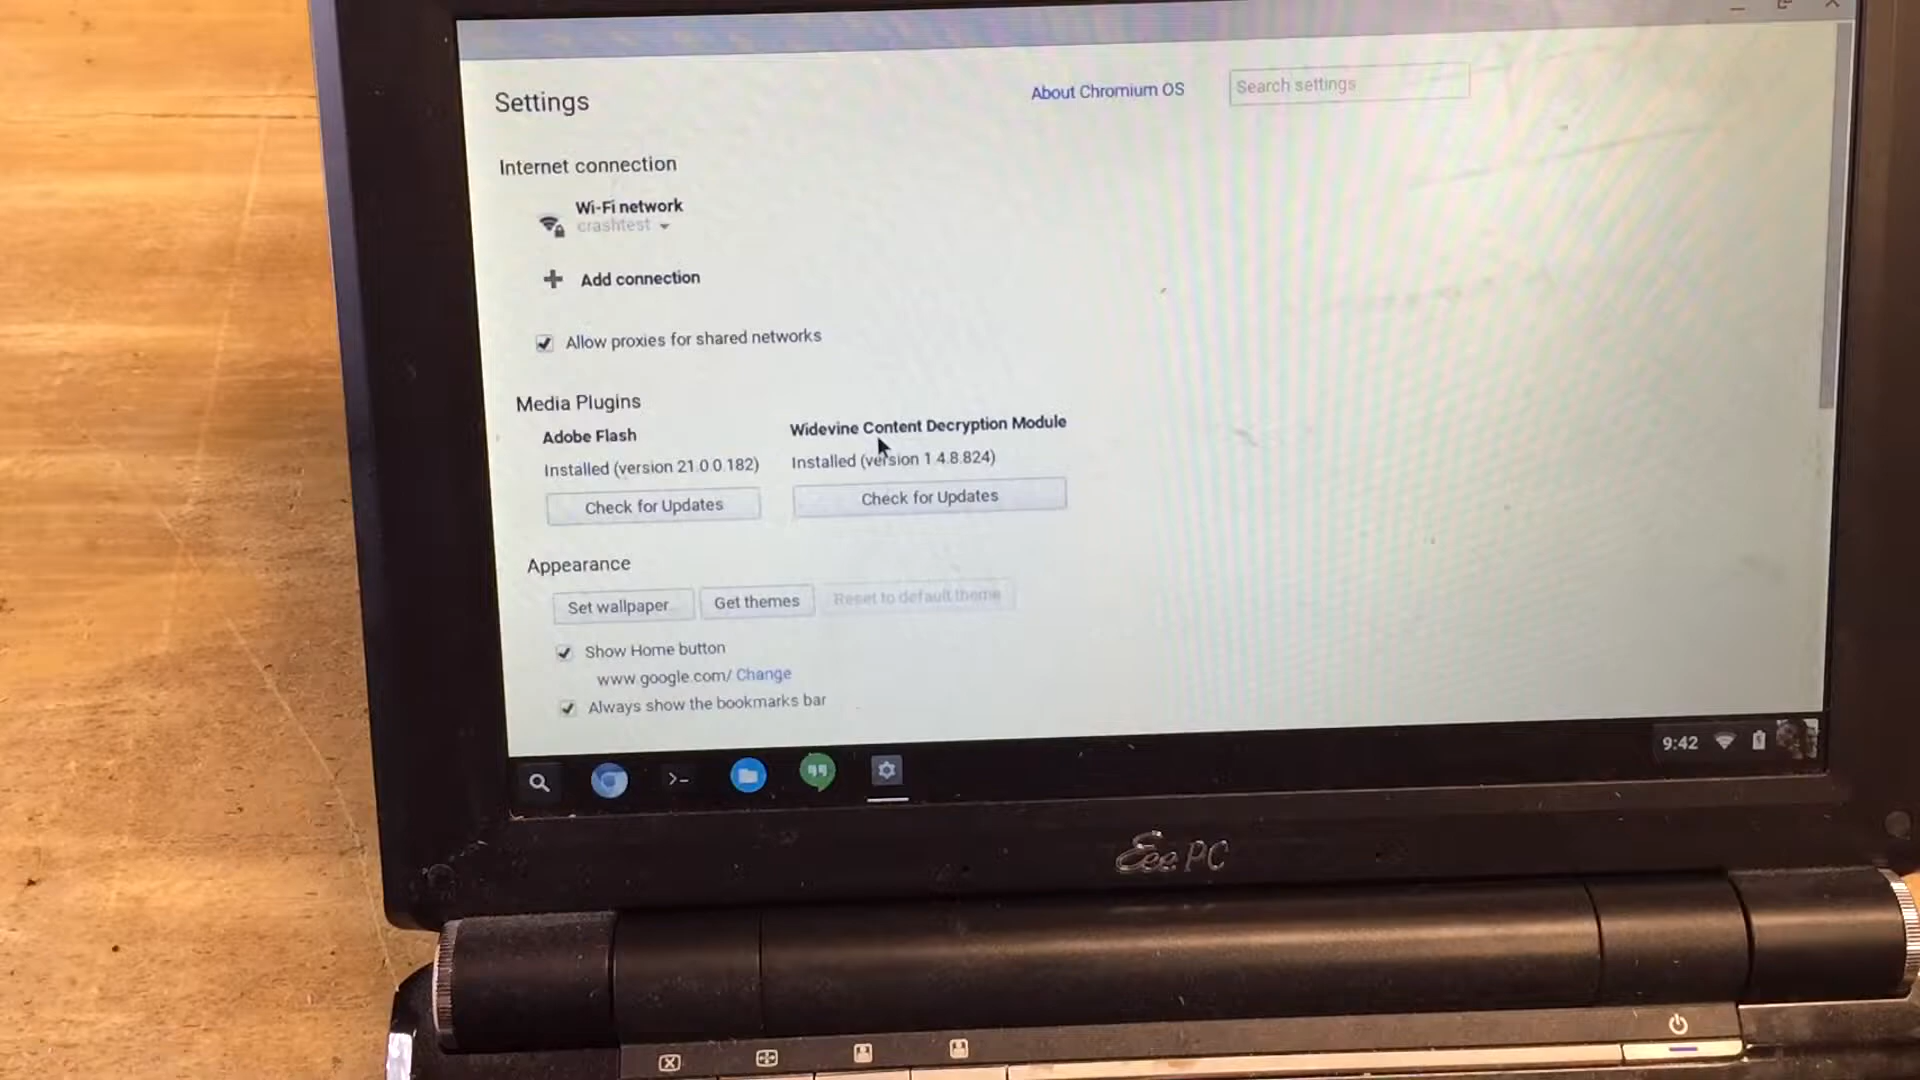 Settings
About Chromium OS
Search settings
Internet connection
Wi-Fi network
crashtest
Add connection
Allow proxies for shared networks
Media Plugins
Adobe Flash
Installed (version 21.0.0.182)
Check for Updates
Widevine Content Decryption Module
Installed (version 1.4.8.824)
Check for Updates
Appearance
Set wallpaper
Get themes
Reset to default theme
Show Home button
www.google.com/ Change
Always show the bookmarks bar
9:42
Eee PC